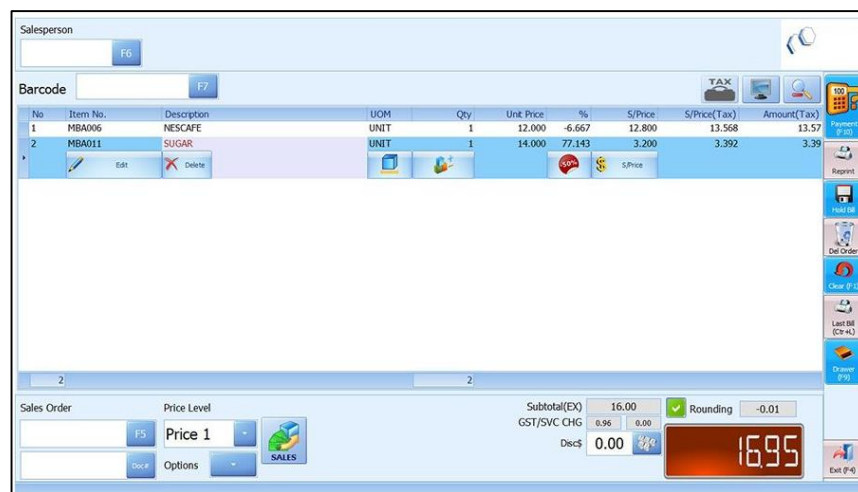 Salesperson
F6
Barcode F7 TAX
No Item No. Description UOM Qty Unit Price % S/Price S/Price(Tax) Amount(Tax)
1 MBA006 NESCAFE UNIT 1 12.000 -6.667 12.800 13.568 13.57
2 MBA011 SUGAR UNIT 1 14.000 77.143 3.200 3.392 3.39
Edit Delete -50% S/Price
100
Payment
(F10)
Reprint
Hold Bill
Del Order
Clear (F1)
Last Bill
(Ctr+L)
Drawer
(F9)
2 2
Sales Order Price Level Subtotal(EX) 16.00 Rounding -0.01
F5 Price 1 GST/SVC CHG 0.96 0.00
Disc$ 0.00 16.95
Doc# Options SALES
Exit (F4)